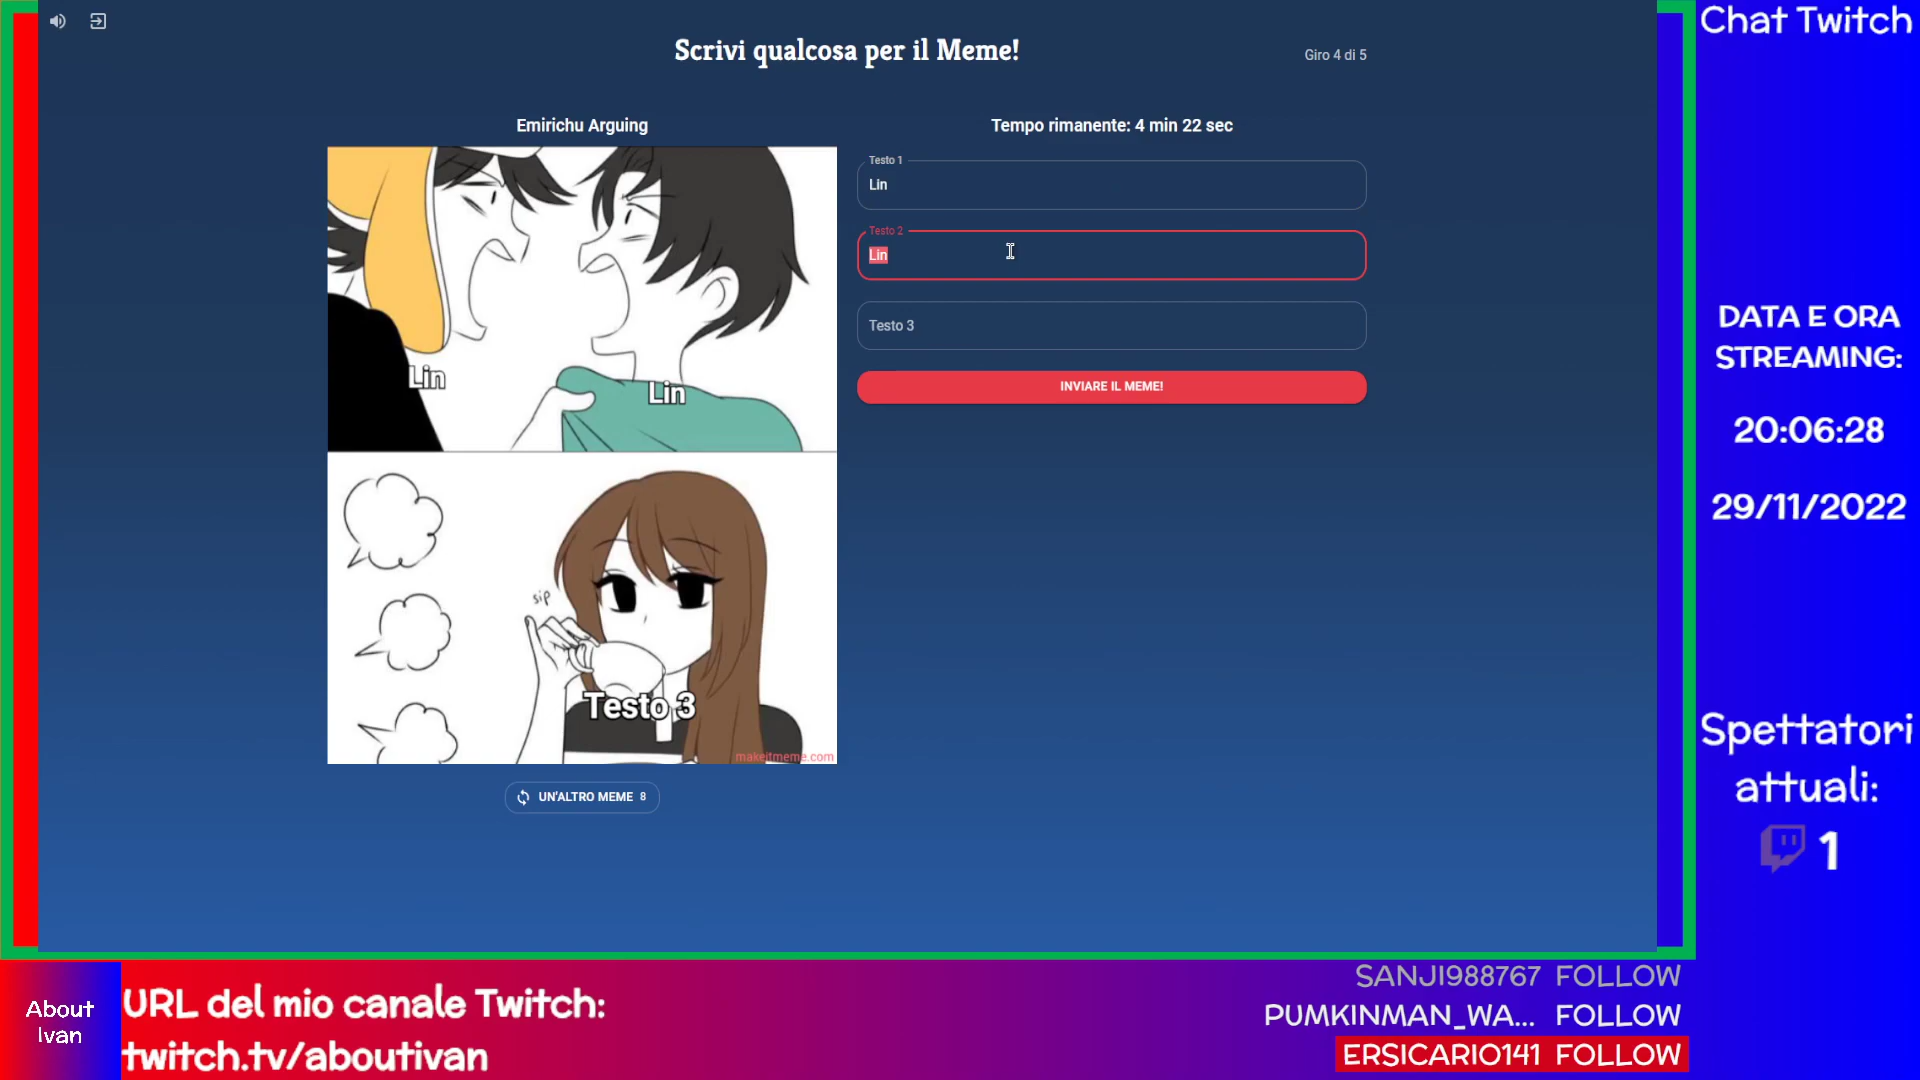 Scrivi qualcosa per il Meme!
Giro 4 di 5
Emirichu Arguing
Tempo rimanente: 4 min 22 sec
Lin
Lin
sip
Testo 3
makeitmeme.com
UN'ALTRO MEME 8
Testo 1
Lin
Testo 2
Lin
Testo 3
INVIARE IL MEME!
Chat Twitch
DATA E ORA
STREAMING:
20:06:28
29/11/2022
Spettatori
attuali:
1
About
Ivan
URL del mio canale Twitch:
twitch.tv/aboutivan
SANJI988767 FOLLOW
PUMKINMAN_WA... FOLLOW
ERSICARIO141 FOLLOW